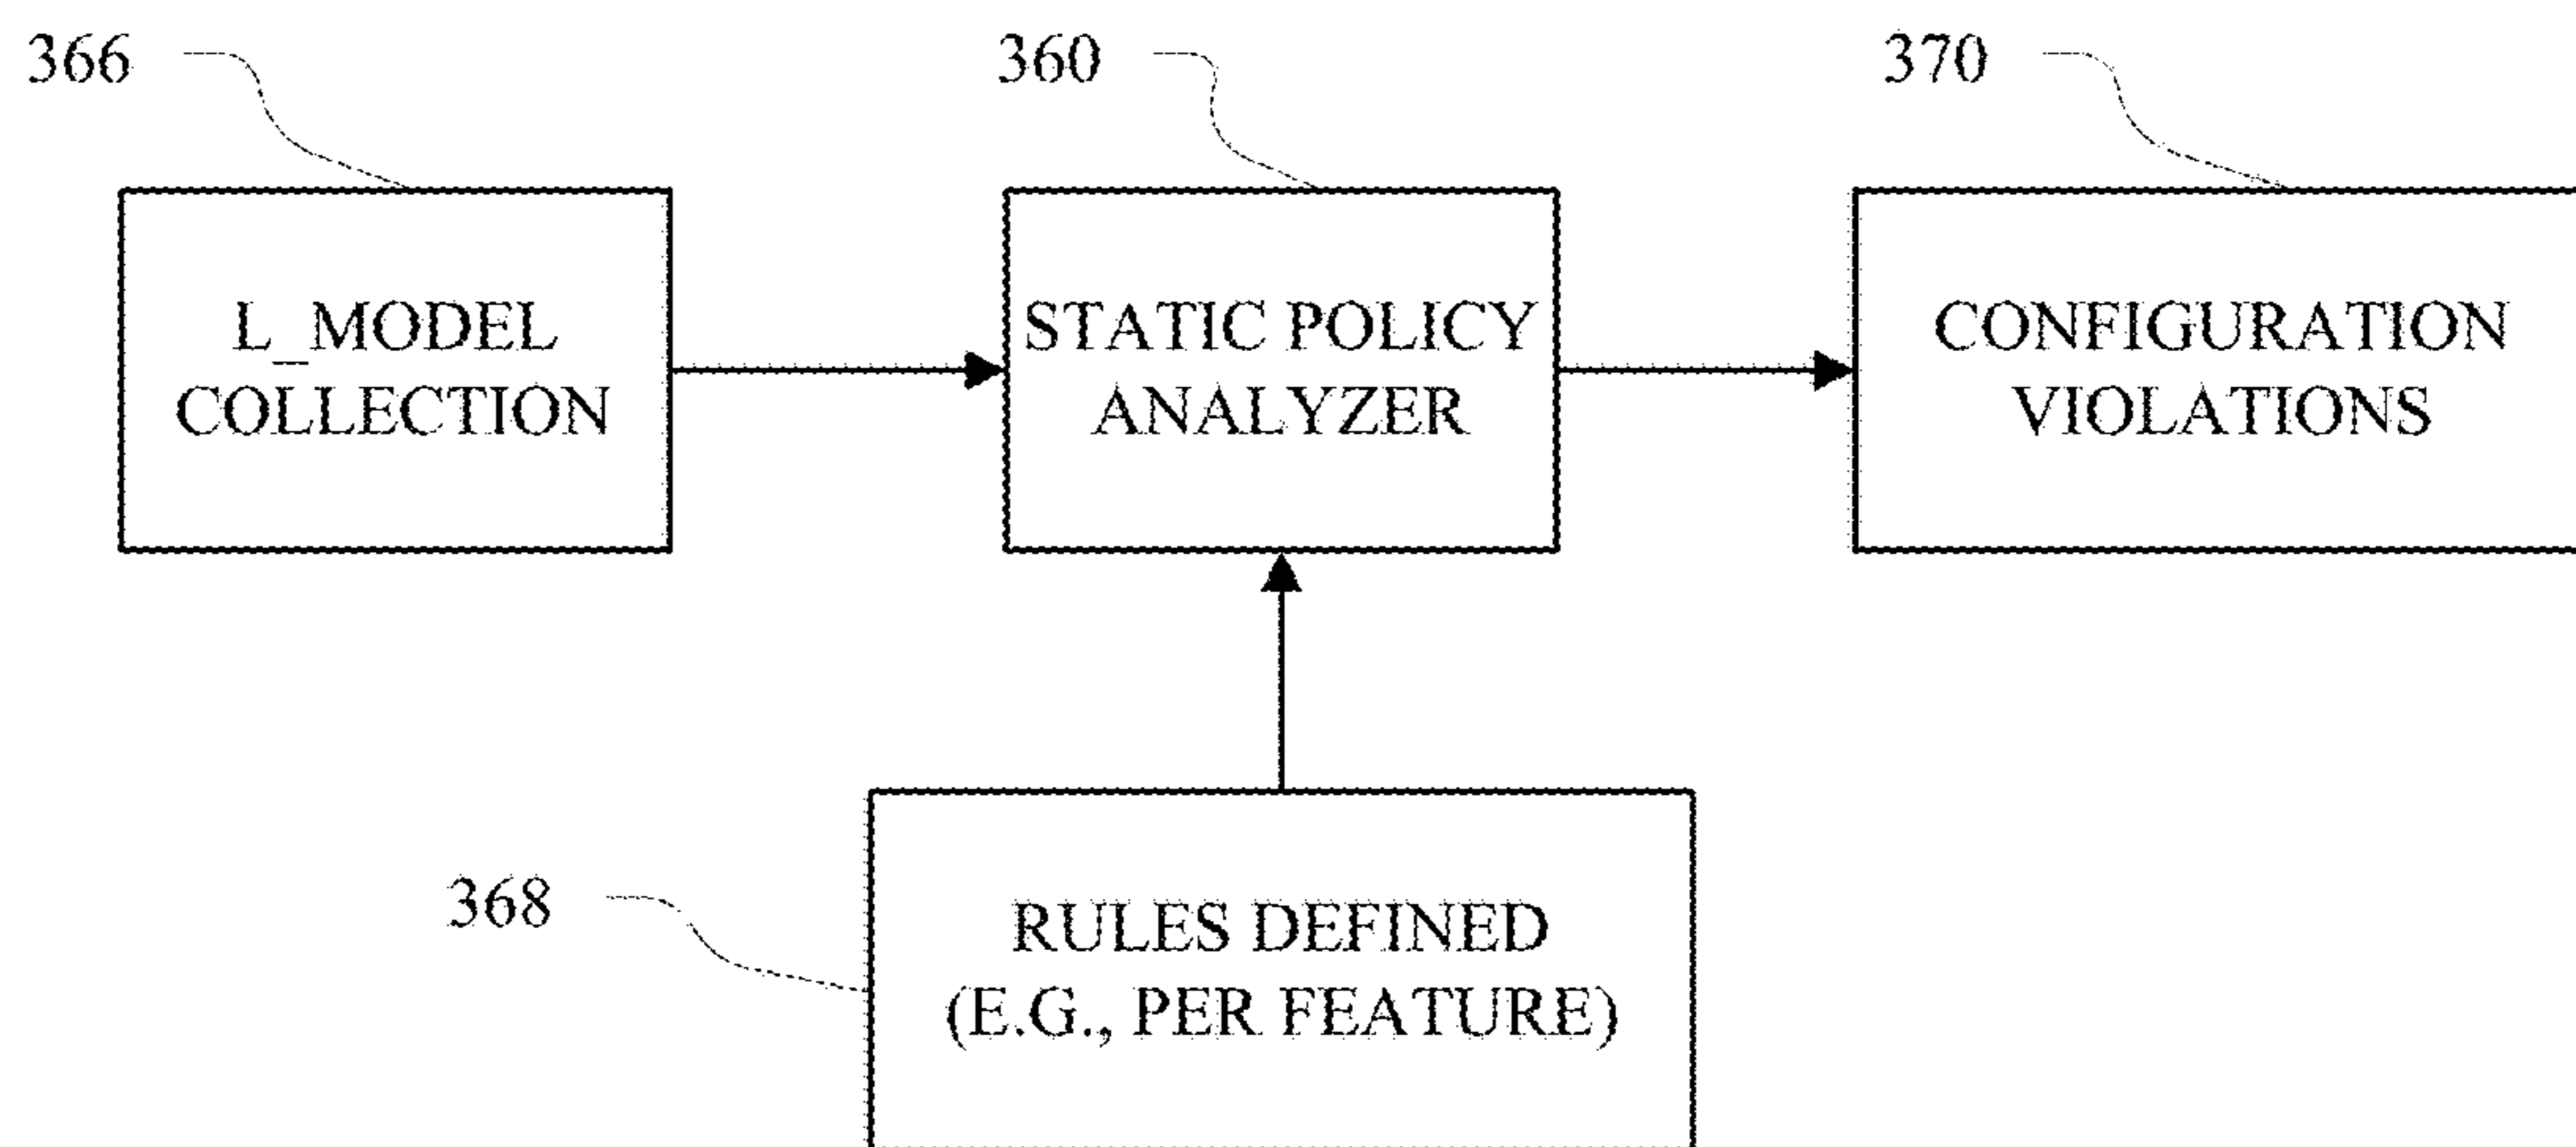 366
360
370
L_MODEL
COLLECTION
STATIC POLICY
ANALYZER
CONFIGURATION
VIOLATIONS
368
RULES DEFINED
(E.G., PER FEATURE)